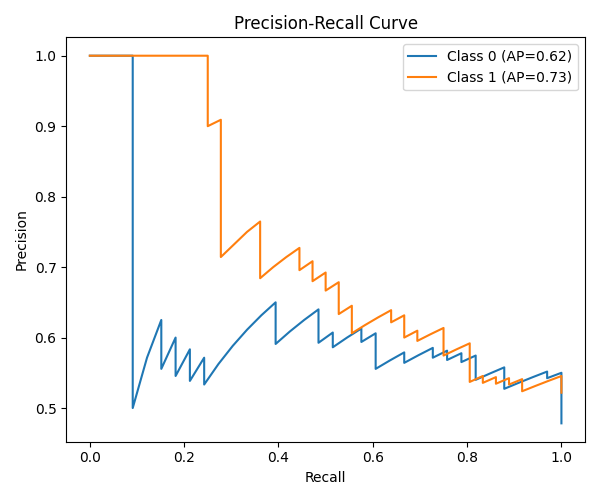 Precision-Recall Curve
Class 0 (AP=0.62)
Class 1 (AP=0.73)
Precision
1.0
0.9
0.8
0.7
0.6
0.5
0.0 0.2 0.4 0.6 0.8 1.0
Recall